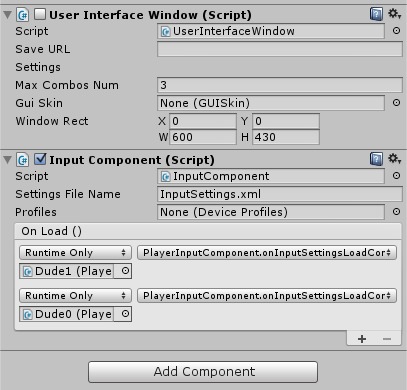 User Interface Window (Script)
Script UserInterfaceWindow
Save URL
Settings
Max Combos Num 3
Gui Skin None (GUISkin)
Window Rect X 0 Y 0
W 600 H 430
Input Component (Script)
Script InputComponent
Settings File Name InputSettings.xml
Profiles None (Device Profiles)
On Load ()
Runtime Only PlayerInputComponent.onInputSettingsLoadCor
Dude1 (Playe
Runtime Only PlayerInputComponent.onInputSettingsLoadCor
Dude0 (Playe
+ −
Add Component